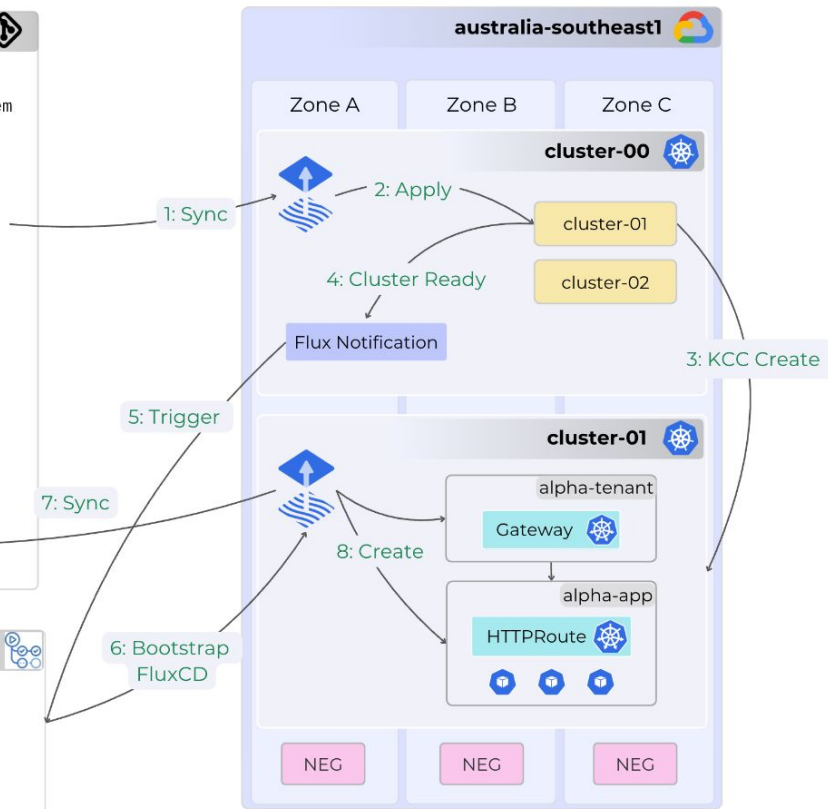 em
australia-southeast1
Zone A
Zone B
Zone C
cluster-00
1: Sync
2: Apply
cluster-01
4: Cluster Ready
cluster-02
Flux Notification
3: KCC Create
5: Trigger
cluster-01
7: Sync
alpha-tenant
Gateway
8: Create
alpha-app
HTTPRoute
6: Bootstrap
FluxCD
NEG
NEG
NEG